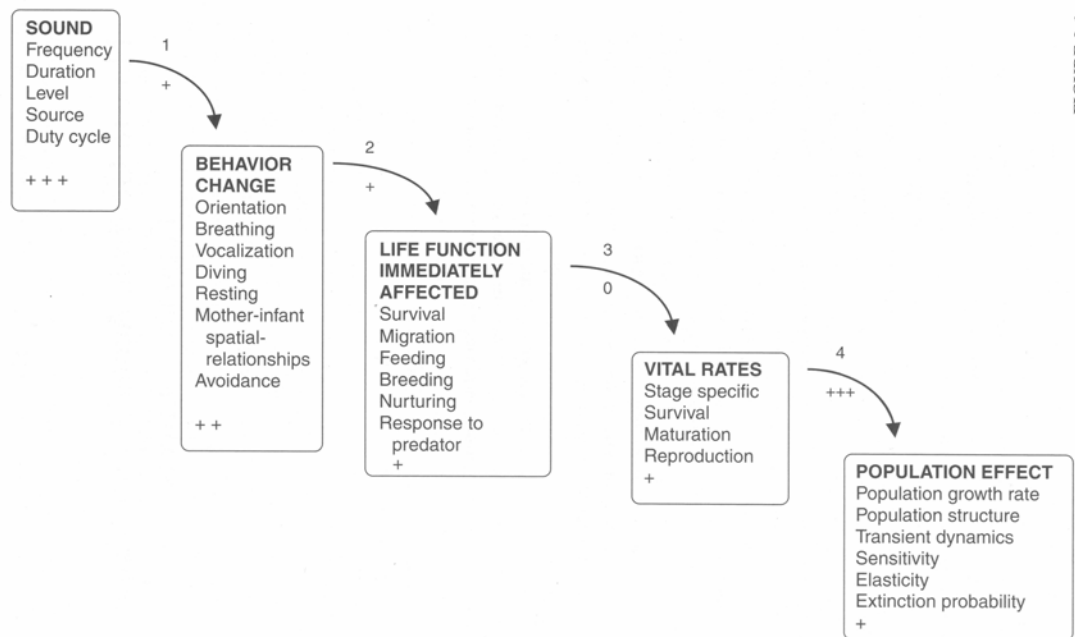 SOUND
Frequency
Duration
Level
Source
Duty cycle
+ + +
1
+
BEHAVIOR
CHANGE
Orientation
Breathing
Vocalization
Diving
Resting
Mother-infant
spatial-
relationships
Avoidance
+ +
2
+
LIFE FUNCTION
IMMEDIATELY
AFFECTED
Survival
Migration
Feeding
Breeding
Nurturing
Response to
predator
+
3
0
VITAL RATES
Stage specific
Survival
Maturation
Reproduction
+
4
+++
POPULATION EFFECT
Population growth rate
Population structure
Transient dynamics
Sensitivity
Elasticity
Extinction probability
+